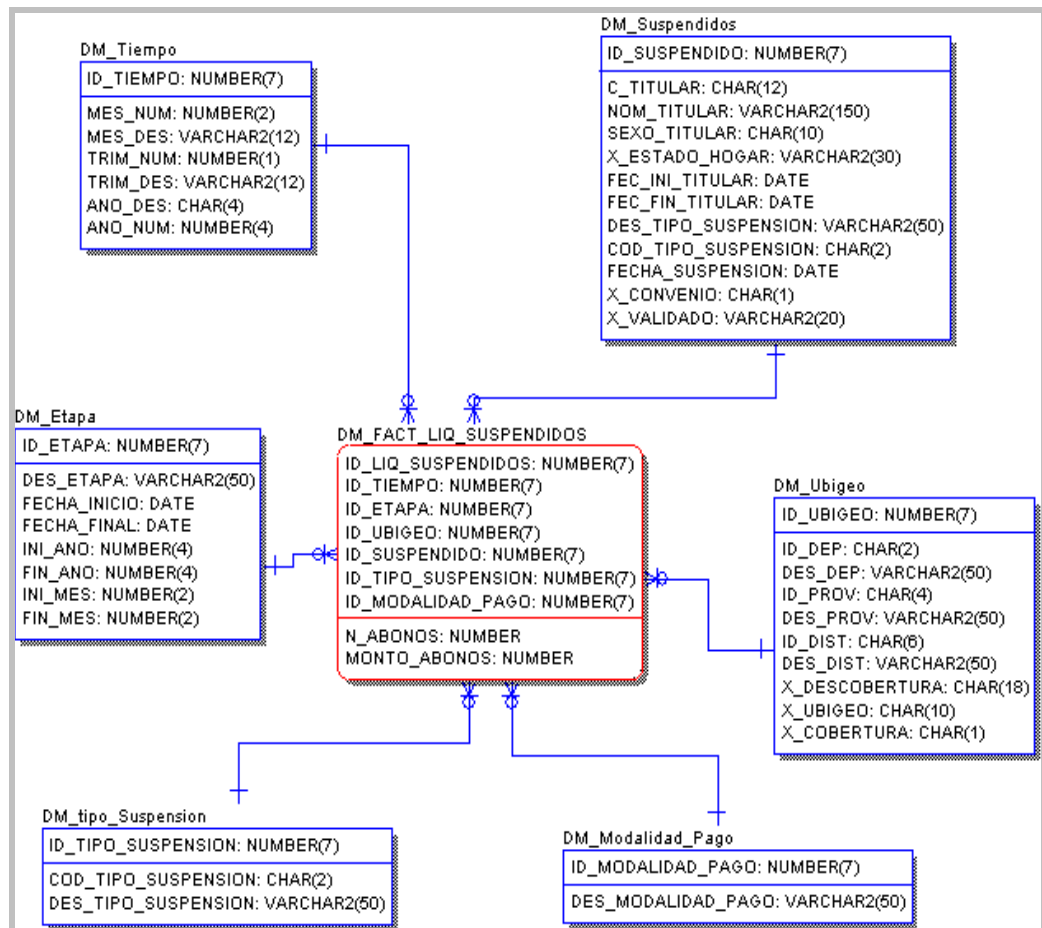 DM_Tiempo
ID_TIEMPO: NUMBER(7)
MES_NUM: NUMBER(2)
MES_DES: VARCHAR2(12)
TRIM_NUM: NUMBER(1)
TRIM_DES: VARCHAR2(12)
ANO_DES: CHAR(4)
ANO_NUM: NUMBER(4)
DM_Suspendidos
ID_SUSPENDIDO: NUMBER(7)
C_TITULAR: CHAR(12)
NOM_TITULAR: VARCHAR2(150)
SEXO_TITULAR: CHAR(10)
X_ESTADO_HOGAR: VARCHAR2(30)
FEC_INI_TITULAR: DATE
FEC_FIN_TITULAR: DATE
DES_TIPO_SUSPENSION: VARCHAR2(50)
COD_TIPO_SUSPENSION: CHAR(2)
FECHA_SUSPENSION: DATE
X_CONVENIO: CHAR(1)
X_VALIDADO: VARCHAR2(20)
DM_Etapa
ID_ETAPA: NUMBER(7)
DES_ETAPA: VARCHAR2(50)
FECHA_INICIO: DATE
FECHA_FINAL: DATE
INI_ANO: NUMBER(4)
FIN_ANO: NUMBER(4)
INI_MES: NUMBER(2)
FIN_MES: NUMBER(2)
DM_FACT_LIQ_SUSPENDIDOS
ID_LIQ_SUSPENDIDOS: NUMBER(7)
ID_TIEMPO: NUMBER(7)
ID_ETAPA: NUMBER(7)
ID_UBIGEO: NUMBER(7)
ID_SUSPENDIDO: NUMBER(7)
ID_TIPO_SUSPENSION: NUMBER(7)
ID_MODALIDAD_PAGO: NUMBER(7)
N_ABONOS: NUMBER
MONTO_ABONOS: NUMBER
DM_Ubigeo
ID_UBIGEO: NUMBER(7)
ID_DEP: CHAR(2)
DES_DEP: VARCHAR2(50)
ID_PROV: CHAR(4)
DES_PROV: VARCHAR2(50)
ID_DIST: CHAR(6)
DES_DIST: VARCHAR2(50)
X_DESCOBERTURA: CHAR(18)
X_UBIGEO: CHAR(10)
X_COBERTURA: CHAR(1)
DM_tipo_Suspension
ID_TIPO_SUSPENSION: NUMBER(7)
COD_TIPO_SUSPENSION: CHAR(2)
DES_TIPO_SUSPENSION: VARCHAR2(50)
DM_Modalidad_Pago
ID_MODALIDAD_PAGO: NUMBER(7)
DES_MODALIDAD_PAGO: VARCHAR2(50)